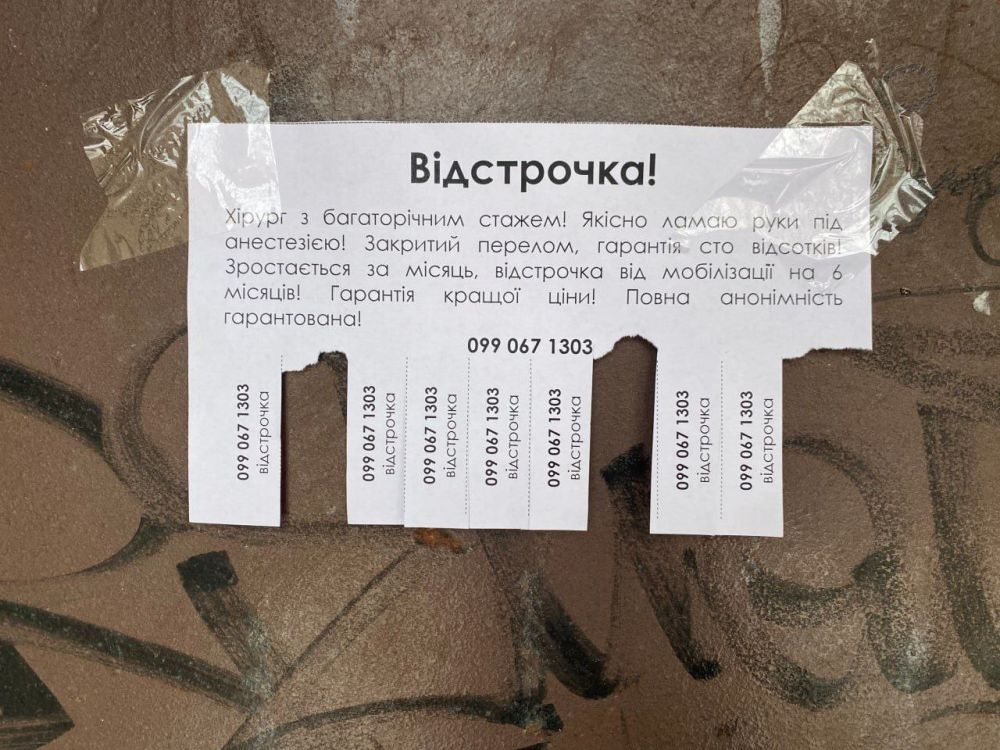 Відстрочка!
Хірург з багаторічним стажем! Якісно ламаю руки під
анестезією! Закритий перелом, гарантія сто відсотків!
Зростається за місяць, відстрочка від мобілізації на 6
місяців! Гарантія кращої ціни! Повна анонімність
гарантована!
099 067 1303
099 067 1303
відстрочка
099 067 1303
відстрочка
099 067 1303
відстрочка
099 067 1303
відстрочка
099 067 1303
відстрочка
099 067 1303
відстрочка
099 067 1303
відстрочка